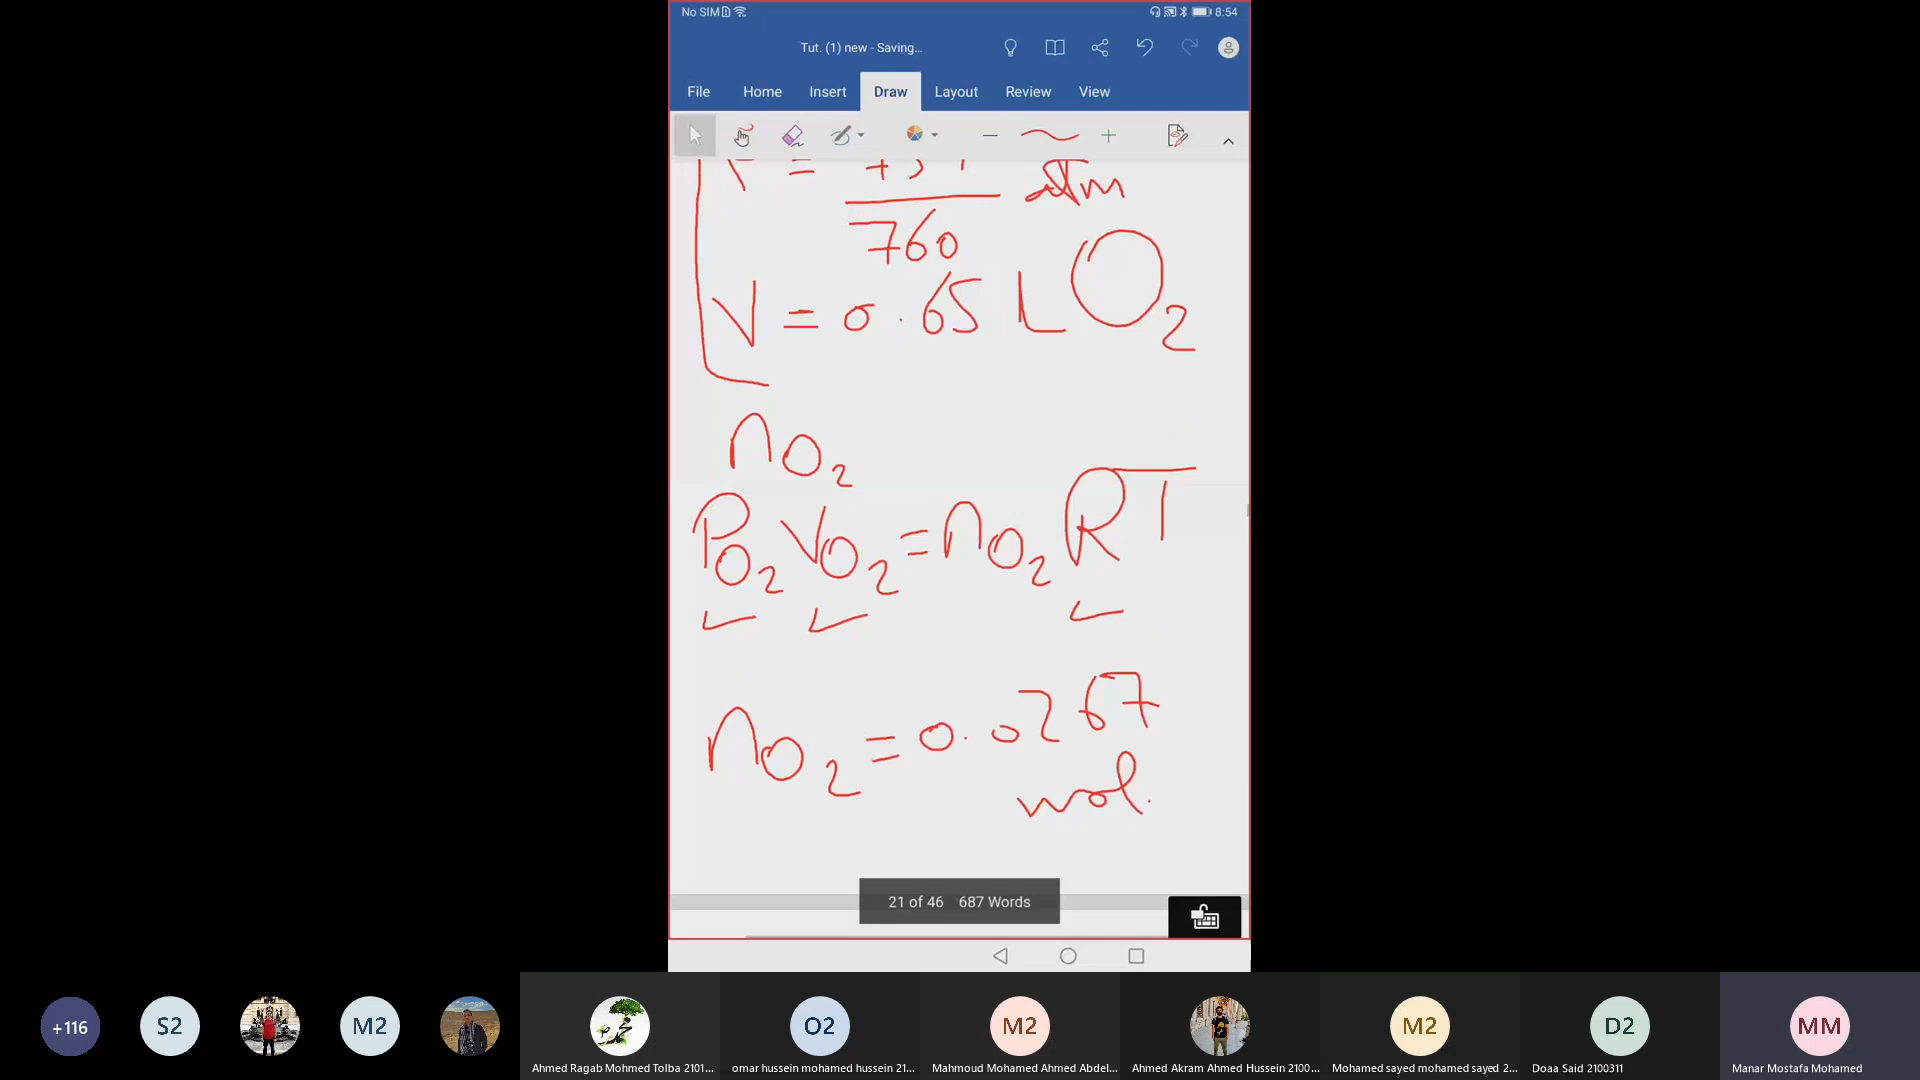 No SIM 8:54
Tut. (1) new - Saving...
File Home Insert Draw Layout Review View
atm
760
V = 0.65 L O2
nO2
PO2 VO2 = nO2 RT
nO2 = 0.0267
mol.
21 of 46 687 Words
+116 S2 M2 O2 M2 M2 D2 MM
Ahmed Ragab Mohmed Tolba 2101... omar hussein mohamed hussein 21... Mahmoud Mohamed Ahmed Abdel... Ahmed Akram Ahmed Hussein 2100... Mohamed sayed mohamed sayed 2... Doaa Said 2100311 Manar Mostafa Mohamed